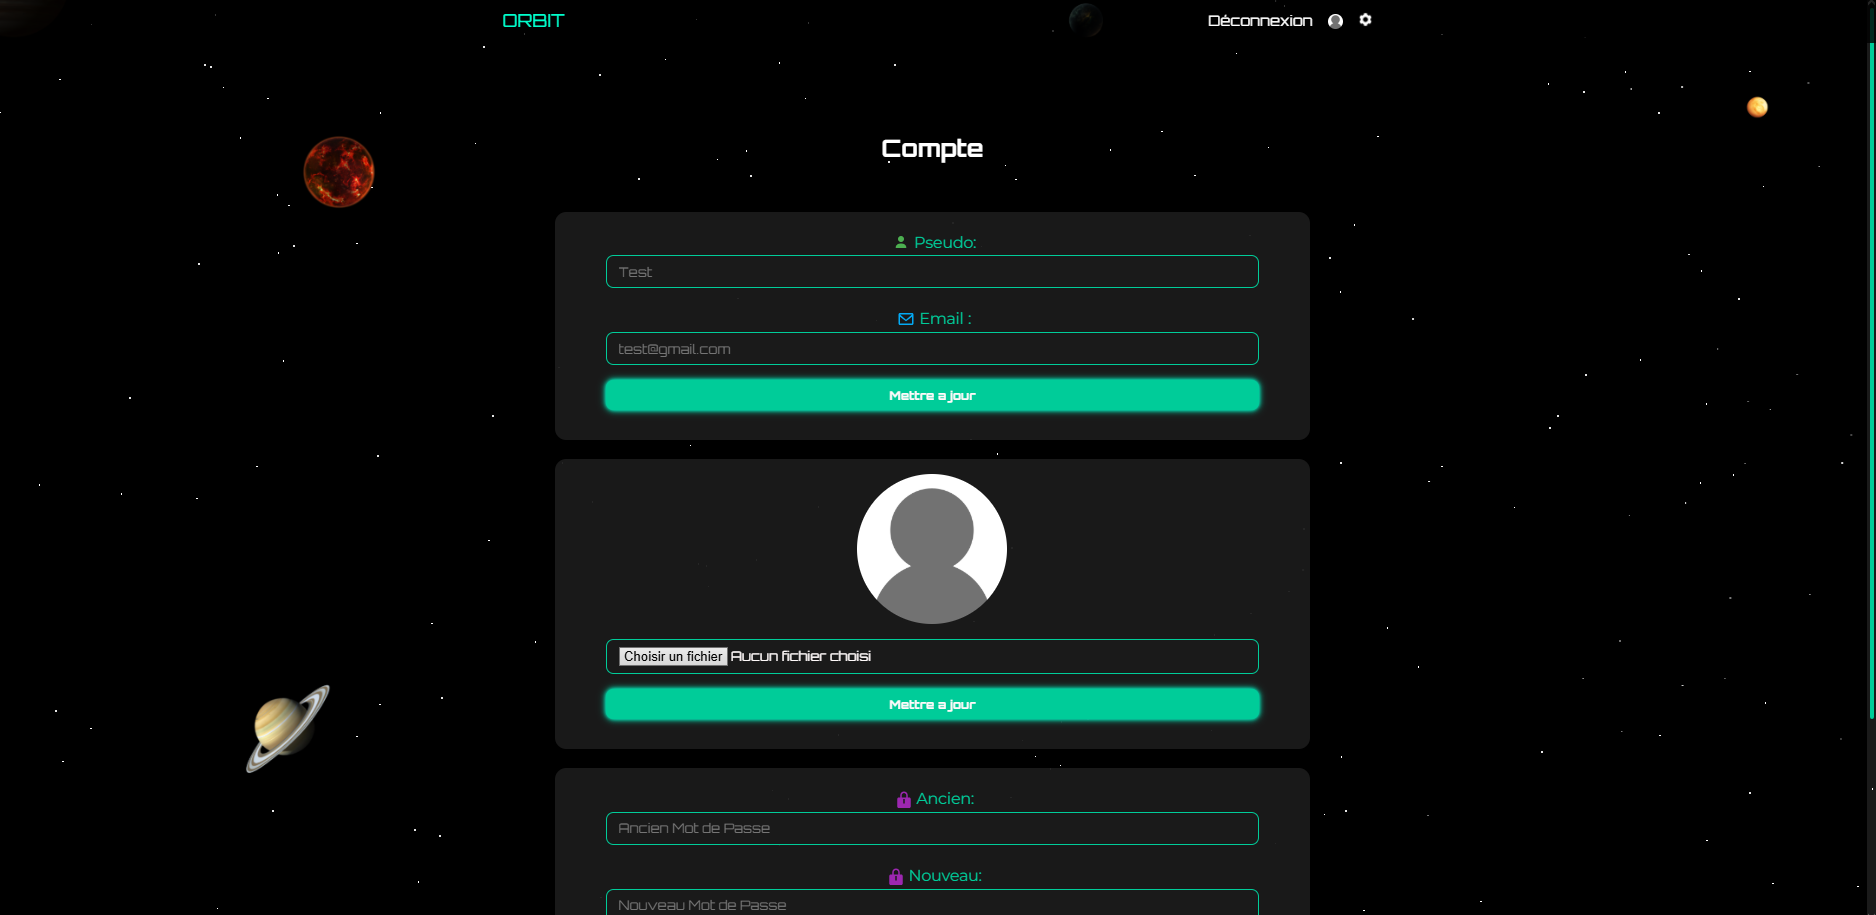 ORBIT
Déconnexion
Compte
Pseudo:
Test
Email :
test@gmail.com
Mettre a jour
Choisir un fichier Aucun fichier choisi
Mettre a jour
Ancien:
Ancien Mot de Passe
Nouveau:
Nouveau Mot de Passe